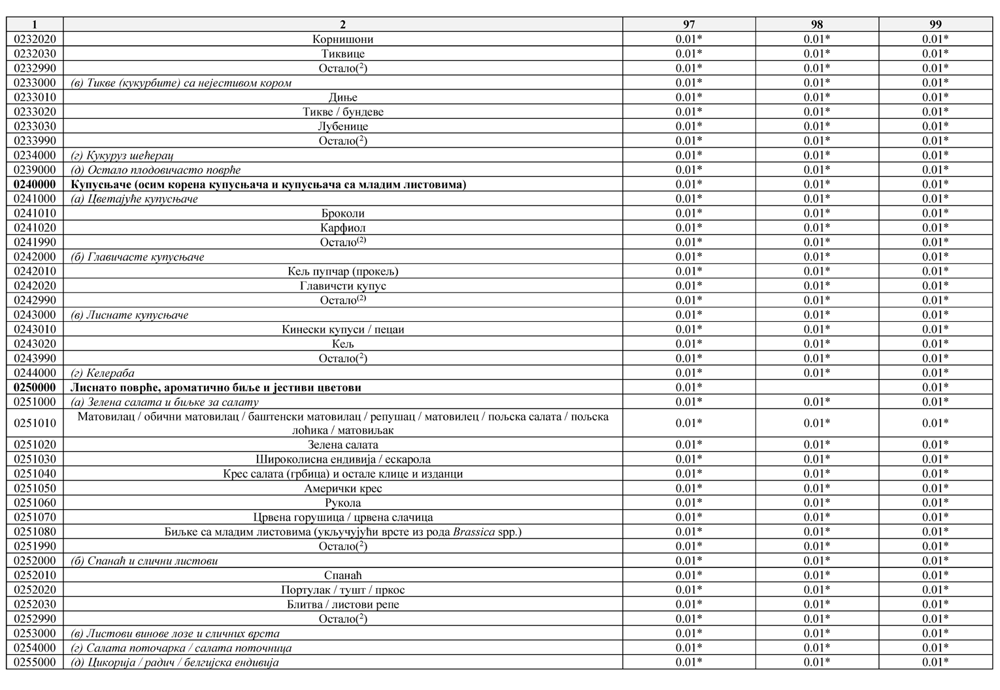 1 2 97 98 99
0232020 Корнишони 0.01* 0.01* 0.01*
0232030 Тиквице 0.01* 0.01* 0.01*
0232990 Остало(2) 0.01* 0.01* 0.01*
0233000 (в) Тикве (кукурбите) са нејестивом кором 0.01* 0.01* 0.01*
0233010 Диње 0.01* 0.01* 0.01*
0233020 Тикве / бундеве 0.01* 0.01* 0.01*
0233030 Лубенице 0.01* 0.01* 0.01*
0233990 Остало(2) 0.01* 0.01* 0.01*
0234000 (г) Кукуруз шећерац 0.01* 0.01* 0.01*
0239000 (д) Остало плодовичасто поврће 0.01* 0.01* 0.01*
0240000 Купусњаче (осим корена купусњача и купусњача са младим листовима) 0.01* 0.01* 0.01*
0241000 (а) Цветајуће купусњаче 0.01* 0.01* 0.01*
0241010 Броколи 0.01* 0.01* 0.01*
0241020 Карфиол 0.01* 0.01* 0.01*
0241990 Остало(2) 0.01* 0.01* 0.01*
0242000 (б) Главичасте купусњаче 0.01* 0.01* 0.01*
0242010 Кељ пупчар (прокељ) 0.01* 0.01* 0.01*
0242020 Главичсти купус 0.01* 0.01* 0.01*
0242990 Остало(2) 0.01* 0.01* 0.01*
0243000 (в) Лиснате купусњаче 0.01* 0.01* 0.01*
0243010 Кинески купуси / пецаи 0.01* 0.01* 0.01*
0243020 Кељ 0.01* 0.01* 0.01*
0243990 Остало(2) 0.01* 0.01* 0.01*
0244000 (г) Келераба 0.01* 0.01* 0.01*
0250000 Лиснато поврће, ароматично биље и јестиви цветови 0.01* 0.01*
0251000 (а) Зелена салата и биљке за салату 0.01* 0.01* 0.01*
0251010 Матовилац / обични матовилац / баштенски матовилац / репушац / матовилец / пољска салата / пољска
лоћика / матовиљак 0.01* 0.01* 0.01*
0251020 Зелена салата 0.01* 0.01* 0.01*
0251030 Широколисна ендивија / ескарола 0.01* 0.01* 0.01*
0251040 Крес салата (грбица) и остале клице и изданци 0.01* 0.01* 0.01*
0251050 Амерички крес 0.01* 0.01* 0.01*
0251060 Рукола 0.01* 0.01* 0.01*
0251070 Црвена горушица / црвена слачица 0.01* 0.01* 0.01*
0251080 Биљке са младим листовима (укључујући врсте из рода Brassica spp.) 0.01* 0.01* 0.01*
0251990 Остало(2) 0.01* 0.01* 0.01*
0252000 (б) Спанаћ и слични листови 0.01* 0.01* 0.01*
0252010 Спанаћ 0.01* 0.01* 0.01*
0252020 Портулак / тушт / пркос 0.01* 0.01* 0.01*
0252030 Блитва / листови репе 0.01* 0.01* 0.01*
0252990 Остало(2) 0.01* 0.01* 0.01*
0253000 (в) Листови винове лозе и сличних врста 0.01* 0.01* 0.01*
0254000 (г) Салата поточарка / салата поточница 0.01* 0.01* 0.01*
0255000 (д) Цикорија / радич / белгијска ендивија 0.01* 0.01* 0.01*